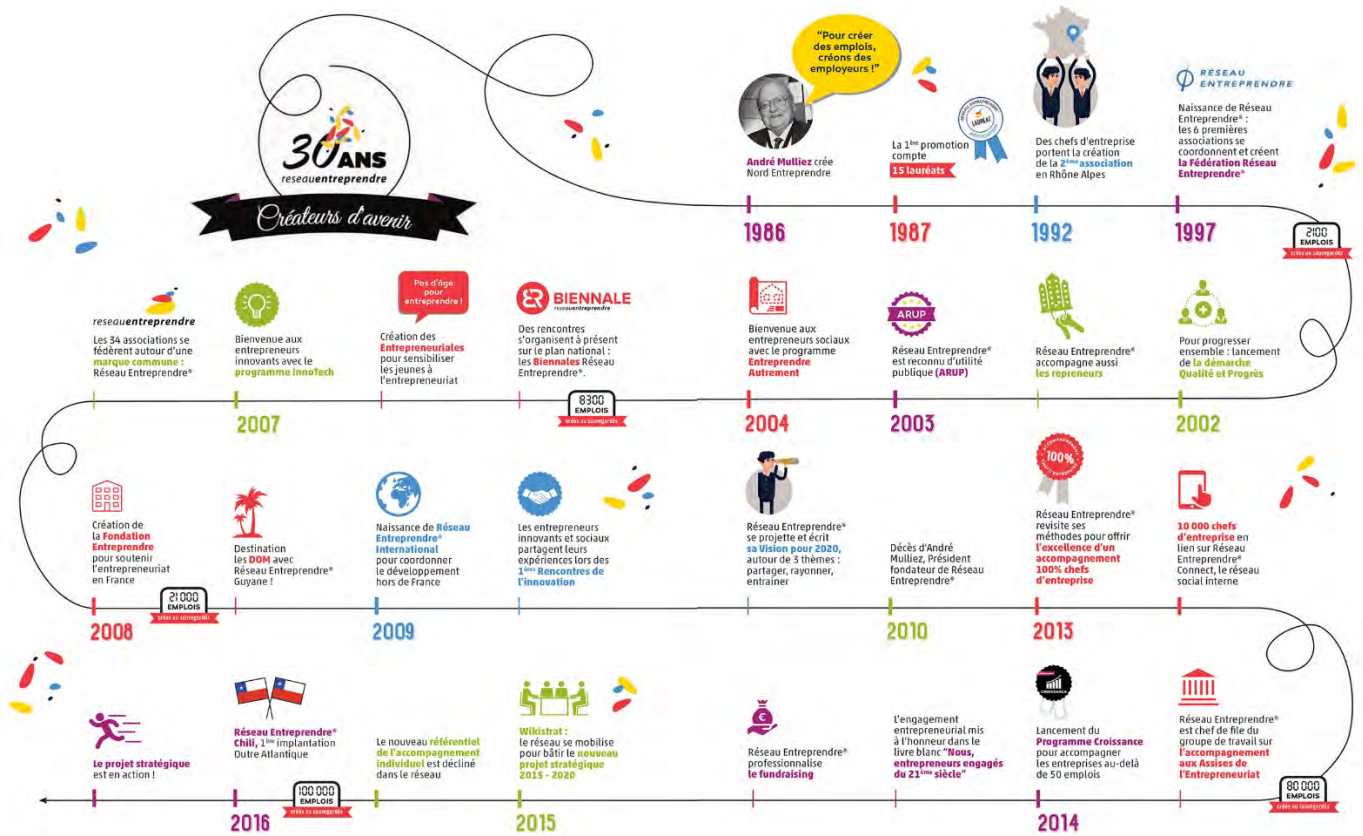 30 ANS
reseauentreprendre
Créateurs d'avenir
"Pour créer
des emplois,
créons des
employeurs !"
André Mulliez crée
Nord Entreprendre
1986
LAURÉAT
La 1ère promotion
compte
15 lauréats
1987
Des chefs d'entreprise
portent la création
de la 2ème association
en Rhône Alpes
1992
RÉSEAU
ENTREPRENDRE
Naissance de Réseau
Entreprendre® :
les 6 premières
associations se
coordonnent et créent
la Fédération Réseau
Entreprendre®
1997
2100
EMPLOIS
créés ou sauvegardés
Pour progresser
ensemble : lancement
de la démarche
Qualité et Progrès
2002
Réseau Entreprendre®
accompagne aussi
les repreneurs
ARUP
Réseau Entreprendre®
est reconnu d'utilité
publique (ARUP)
2003
Bienvenue aux
entrepreneurs sociaux
avec le programme
Entreprendre
Autrement
2004
8300
EMPLOIS
créés ou sauvegardés
BIENNALE
reseauentreprendre
Des rencontres
s'organisent à présent
sur le plan national :
les Biennales Réseau
Entreprendre®.
Pas d'âge
pour
entreprendre !
Création des
Entrepreneuriales
pour sensibiliser
les jeunes à
l'entrepreneuriat
Bienvenue aux
entrepreneurs
innovants avec le
programme InnoTech
2007
reseauentreprendre
Les 34 associations se
fédèrent autour d'une
marque commune :
Réseau Entreprendre®
Création de
la Fondation
Entreprendre
pour soutenir
l'entrepreneuriat
en France
2008
21 000
EMPLOIS
créés ou sauvegardés
Destination
les DOM avec
Réseau Entreprendre®
Guyane !
Naissance de Réseau
Entreprendre®
International
pour coordonner
le développement
hors de France
2009
Les entrepreneurs
innovants et sociaux
partagent leurs
expériences lors des
1ères Rencontres de
l'innovation
Réseau Entreprendre®
se projette et écrit
sa Vision pour 2020,
autour de 3 thèmes :
partager, rayonner,
entraîner
Décès d'André
Mulliez, Président
fondateur de Réseau
Entreprendre®
2010
100%
Réseau Entreprendre®
revisite ses
méthodes pour offrir
l'excellence d'un
accompagnement
100% chefs
d'entreprise
2013
10 000 chefs
d'entreprise en
lien sur Réseau
Entreprendre®
Connect, le réseau
social interne
80 000
EMPLOIS
créés ou sauvegardés
Réseau Entreprendre®
est chef de file du
groupe de travail sur
l'accompagnement
aux Assises de
l'Entrepreneuriat
CROISSANCE
Lancement du
Programme Croissance
pour accompagner
les entreprises au-delà
de 50 emplois
2014
L'engagement
entrepreneurial mis
à l'honneur dans le
livre blanc "Nous,
entrepreneurs engagés
du 21ème siècle"
Réseau Entreprendre®
professionnalise
le fundraising
Wikistrat :
le réseau se mobilise
pour bâtir le nouveau
projet stratégique
2015 - 2020
2015
Le nouveau référentiel
de l'accompagnement
individuel est décliné
dans le réseau
100 000
EMPLOIS
créés ou sauvegardés
Réseau Entreprendre®
Chili, 1ère implantation
Outre Atlantique
2016
Le projet stratégique
est en action !